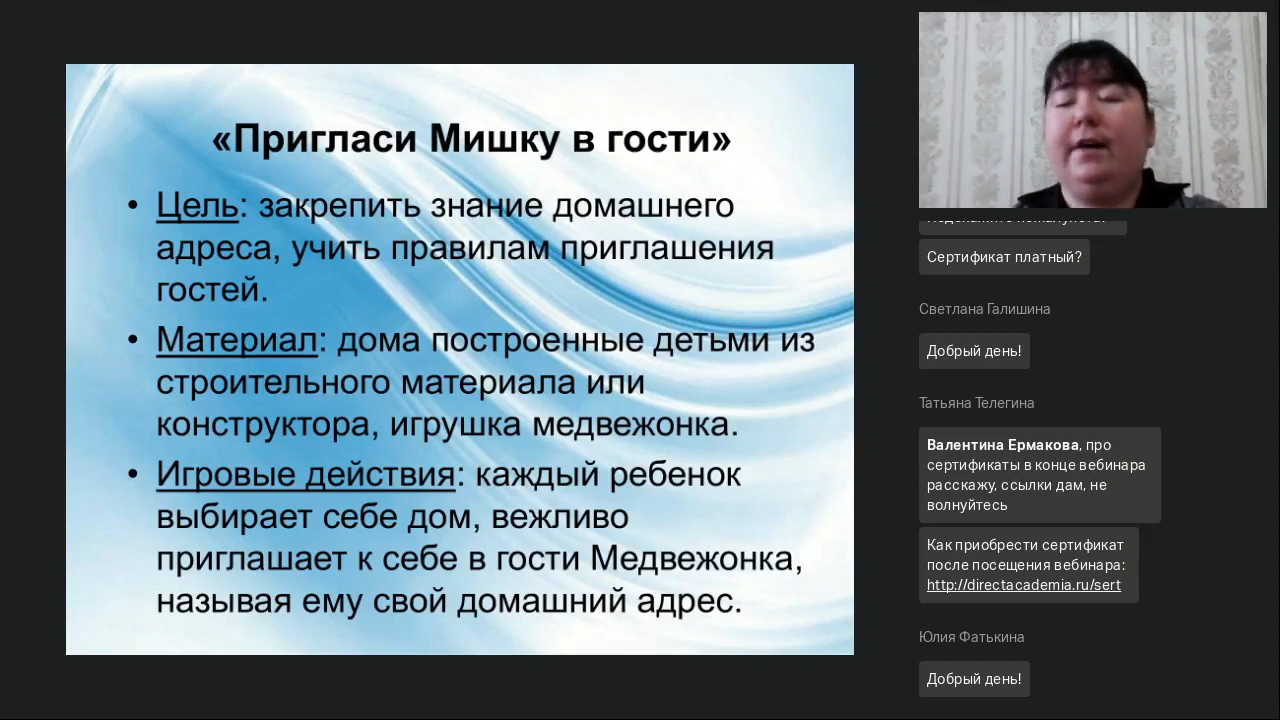 «Пригласи Мишку в гости»
• Цель: закрепить знание домашнего
адреса, учить правилам приглашения
гостей.
• Материал: дома построенные детьми из
строительного материала или
конструктора, игрушка медвежонка.
• Игровые действия: каждый ребенок
выбирает себе дом, вежливо
приглашает к себе в гости Медвежонка,
называя ему свой домашний адрес.
Сертификат платный?
Светлана Галишина
Добрый день!
Татьяна Телегина
Валентина Ермакова, про
сертификаты в конце вебинара
расскажу, ссылки дам, не
волнуйтесь
Как приобрести сертификат
после посещения вебинара:
http://directacademia.ru/sert
Юлия Фатькина
Добрый день!